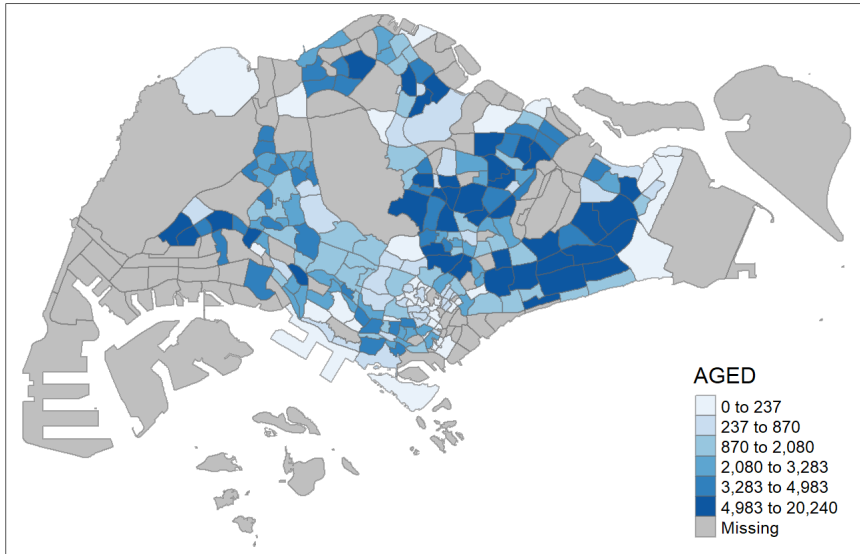 AGED
0 to 237
237 to 870
870 to 2,080
2,080 to 3,283
3,283 to 4,983
4,983 to 20,240
Missing